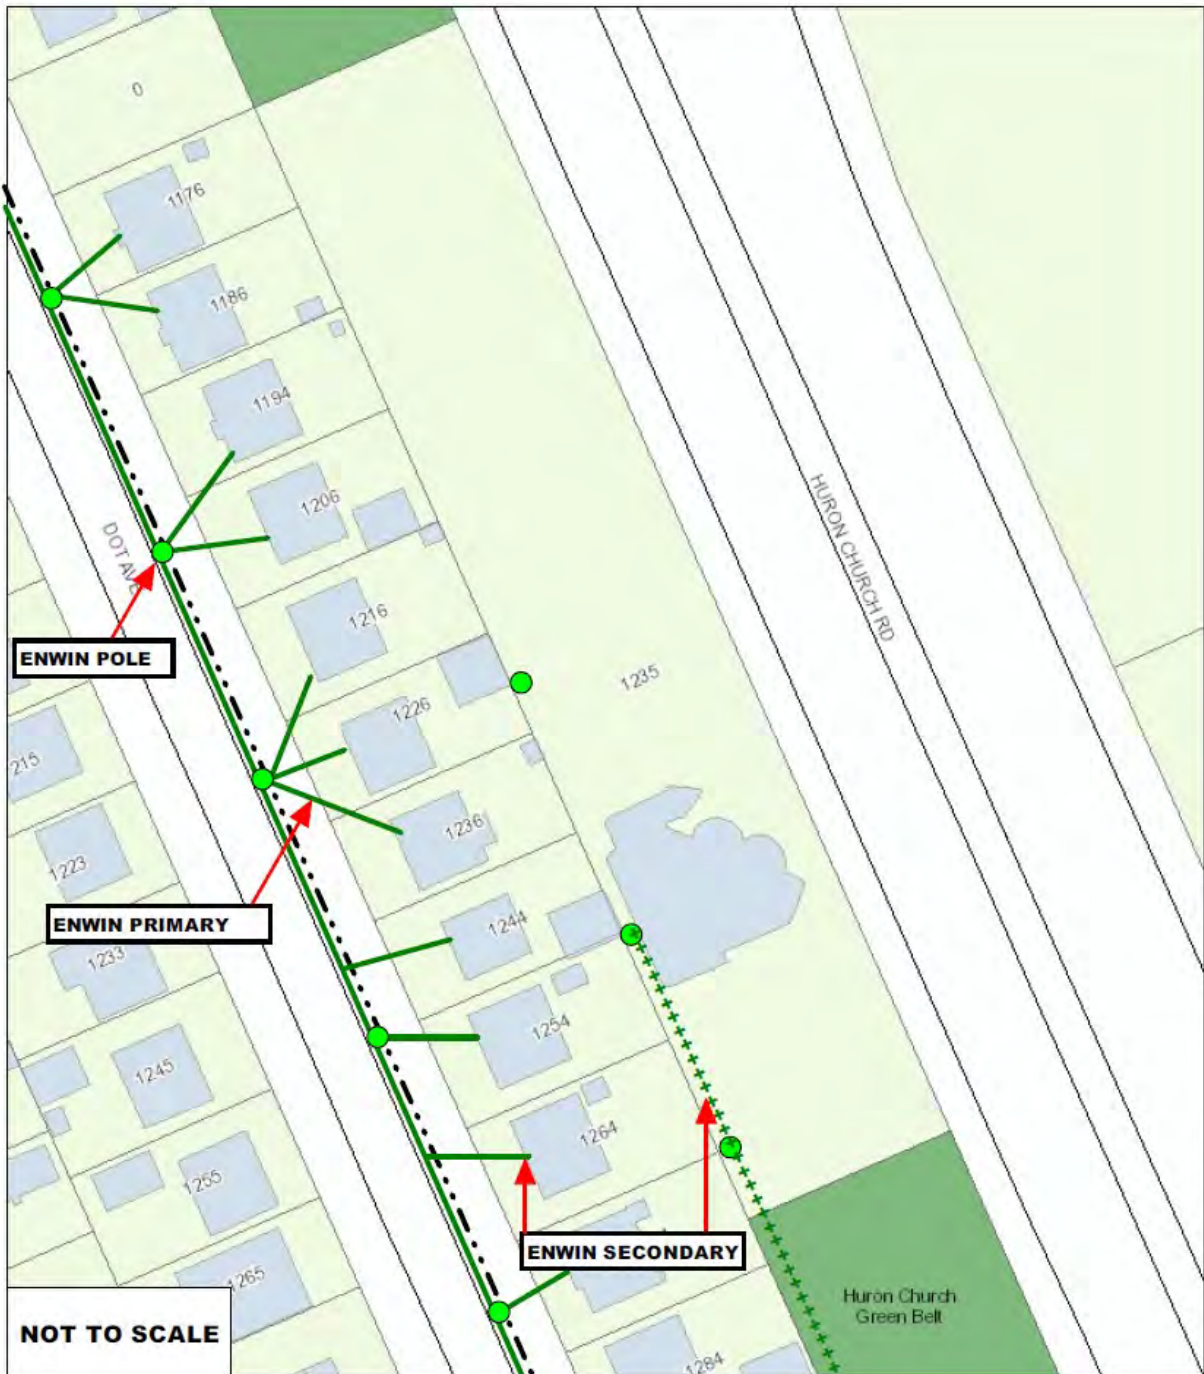 0
1176
1186
1194
1206
HURON CHURCH RD
DOT AVE
1216
ENWIN POLE
1235
1226
215
1236
1223
ENWIN PRIMARY
1244
1233
1254
1245
1264
1255
ENWIN SECONDARY
1265
Huron Church
Green Belt
NOT TO SCALE
1284